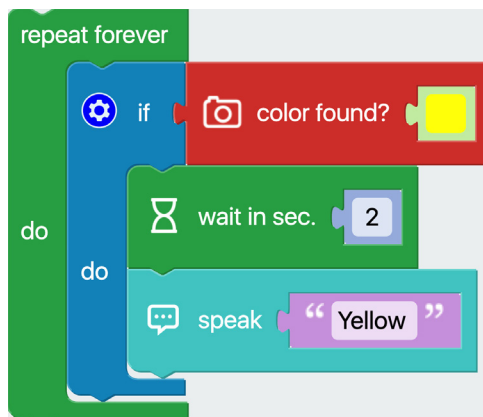 repeat forever
if color found?
do
wait in sec. 2
do
speak “ Yellow ”